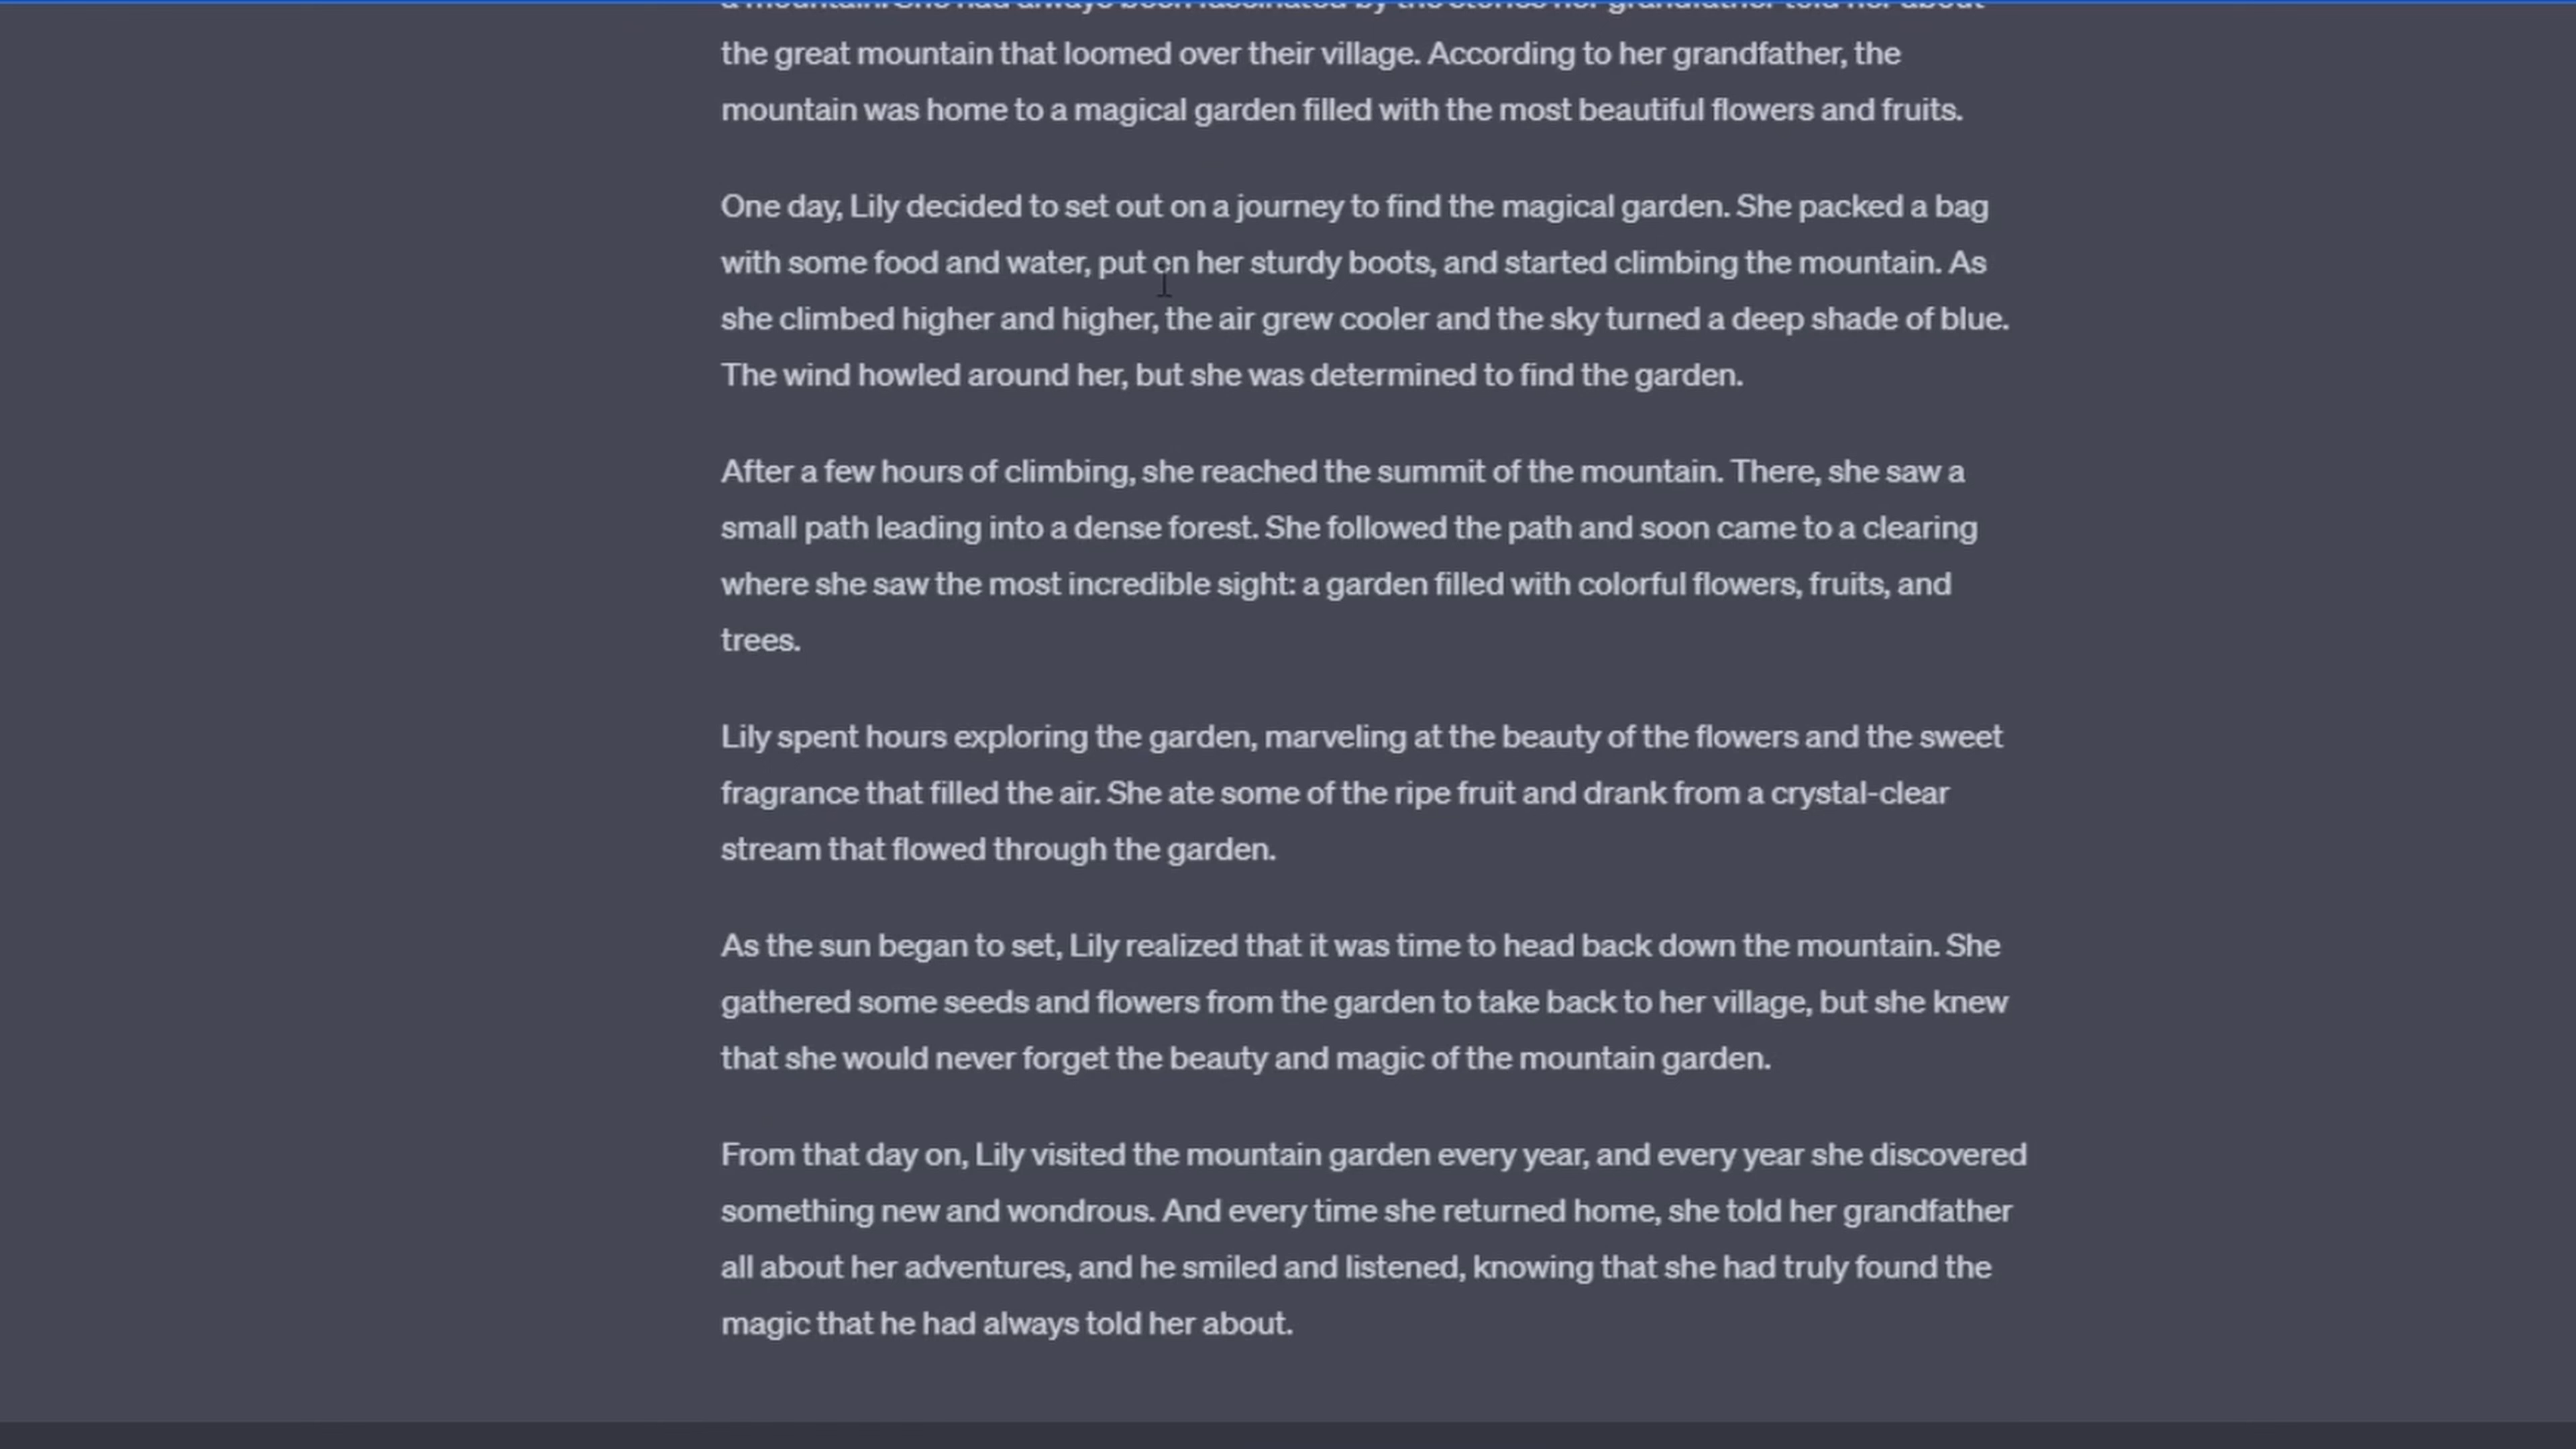 a mountain. She had always been fascinated by the stories her grandfather told her about
the great mountain that loomed over their village. According to her grandfather, the
mountain was home to a magical garden filled with the most beautiful flowers and fruits.
One day, Lily decided to set out on a journey to find the magical garden. She packed a bag
with some food and water, put on her sturdy boots, and started climbing the mountain. As
she climbed higher and higher, the air grew cooler and the sky turned a deep shade of blue.
The wind howled around her, but she was determined to find the garden.
After a few hours of climbing, she reached the summit of the mountain. There, she saw a
small path leading into a dense forest. She followed the path and soon came to a clearing
where she saw the most incredible sight: a garden filled with colorful flowers, fruits, and
trees.
Lily spent hours exploring the garden, marveling at the beauty of the flowers and the sweet
fragrance that filled the air. She ate some of the ripe fruit and drank from a crystal-clear
stream that flowed through the garden.
As the sun began to set, Lily realized that it was time to head back down the mountain. She
gathered some seeds and flowers from the garden to take back to her village, but she knew
that she would never forget the beauty and magic of the mountain garden.
From that day on, Lily visited the mountain garden every year, and every year she discovered
something new and wondrous. And every time she returned home, she told her grandfather
all about her adventures, and he smiled and listened, knowing that she had truly found the
magic that he had always told her about.